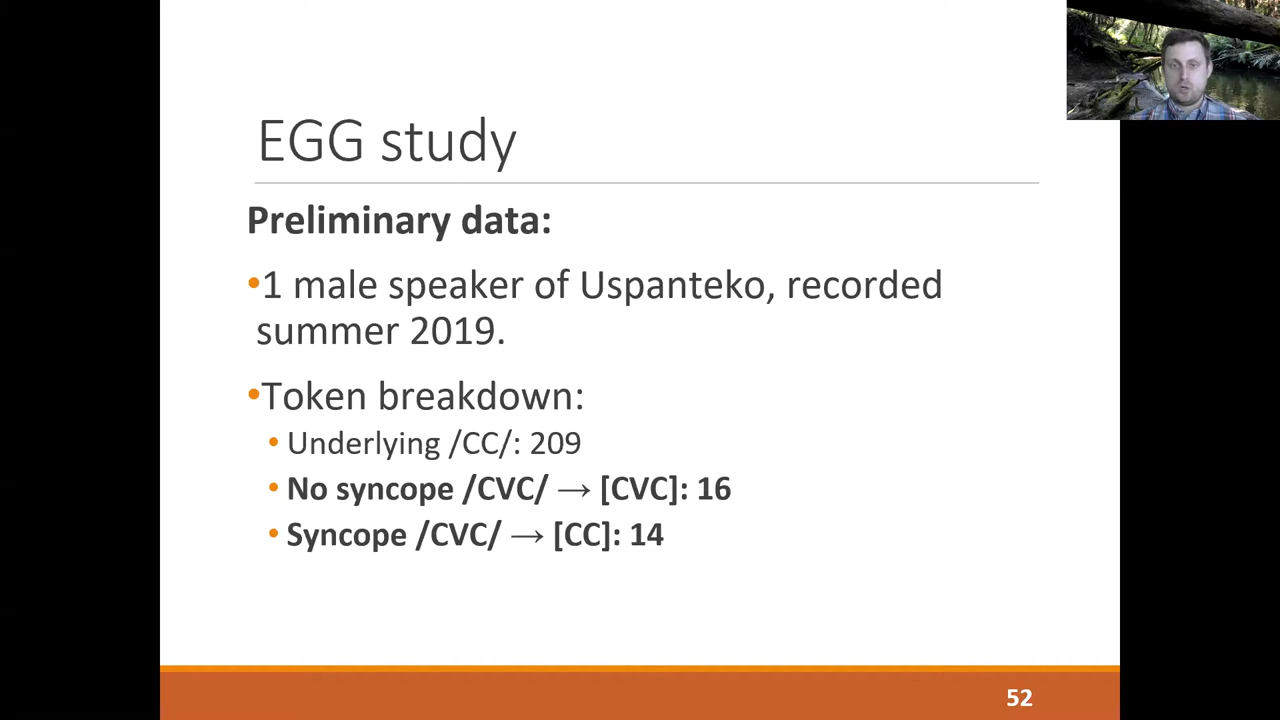 EGG study
Preliminary data:
•1 male speaker of Uspanteko, recorded
summer 2019.
•Token breakdown:
• Underlying /CC/: 209
• No syncope /CVC/ → [CVC]: 16
• Syncope /CVC/ → [CC]: 14
52